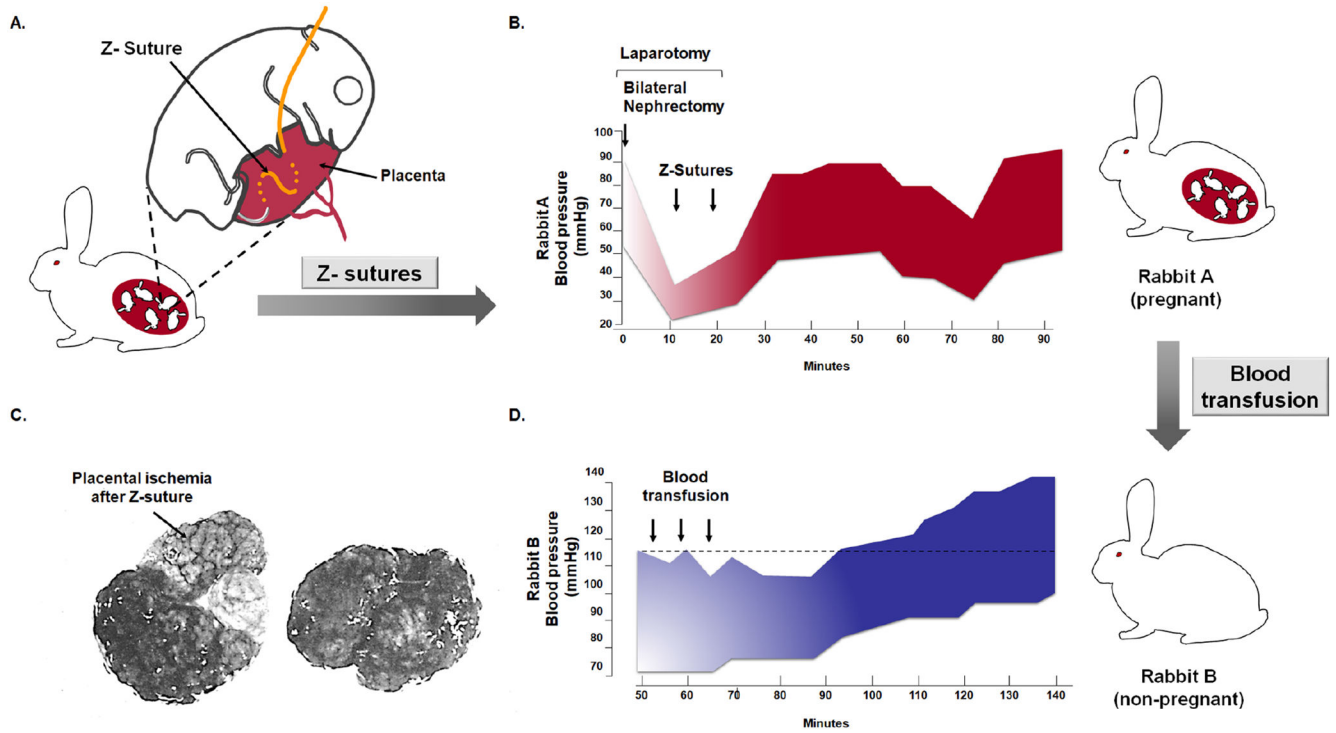 A.
Z- Suture
Placenta
Z- sutures
B.
Laparotomy
Bilateral
Nephrectomy
Z-Sutures
Rabbit A
Blood pressure
(mmHg)
100
90
80
70
60
50
40
30
20
0
10
20
30
40
50
60
70
80
90
Minutes
Rabbit A
(pregnant)
Blood
transfusion
C.
Placental ischemia
after Z-suture
D.
Blood
transfusion
Rabbit B
Blood pressure
(mmHg)
140
130
120
110
100
90
80
70
50
60
70
80
90
100
110
120
130
140
Minutes
Rabbit B
(non-pregnant)